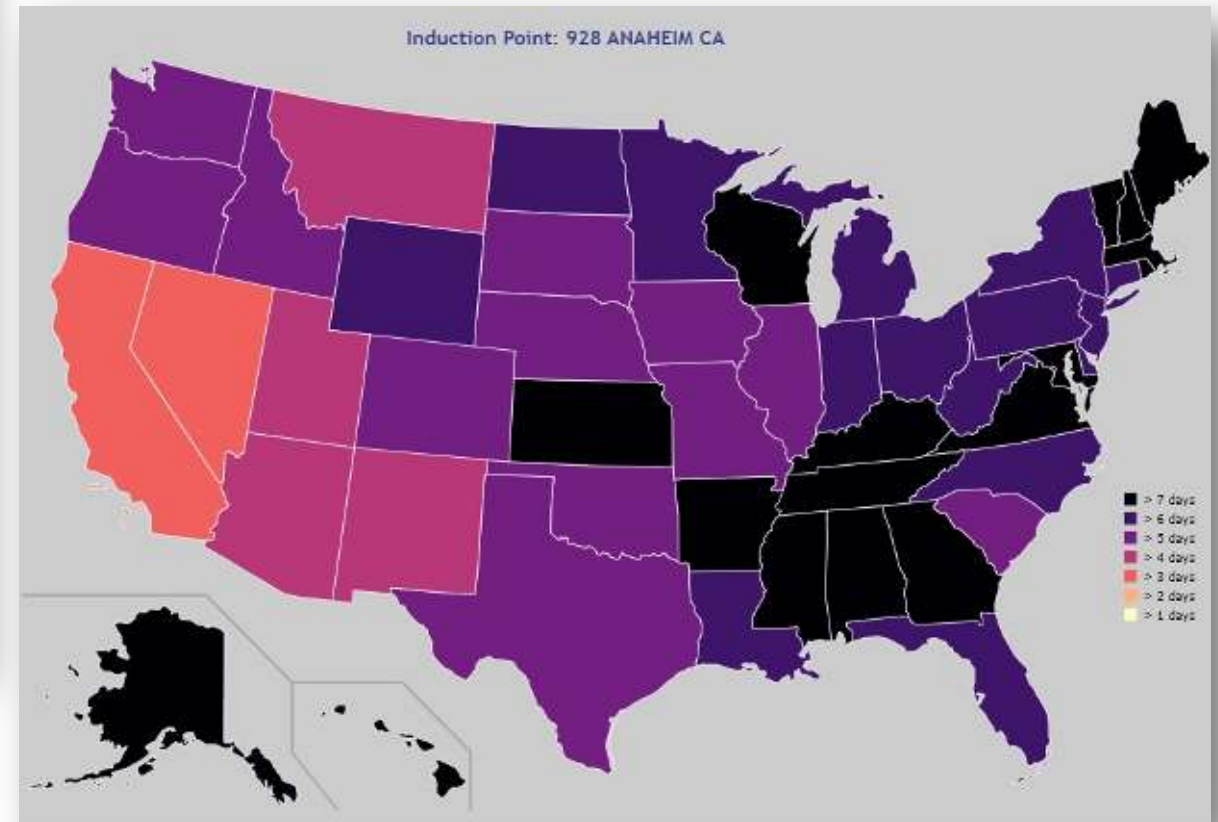 Induction Point: 928 ANAHEIM CA
> 7 days
> 6 days
> 5 days
> 4 days
> 3 days
> 2 days
> 1 days